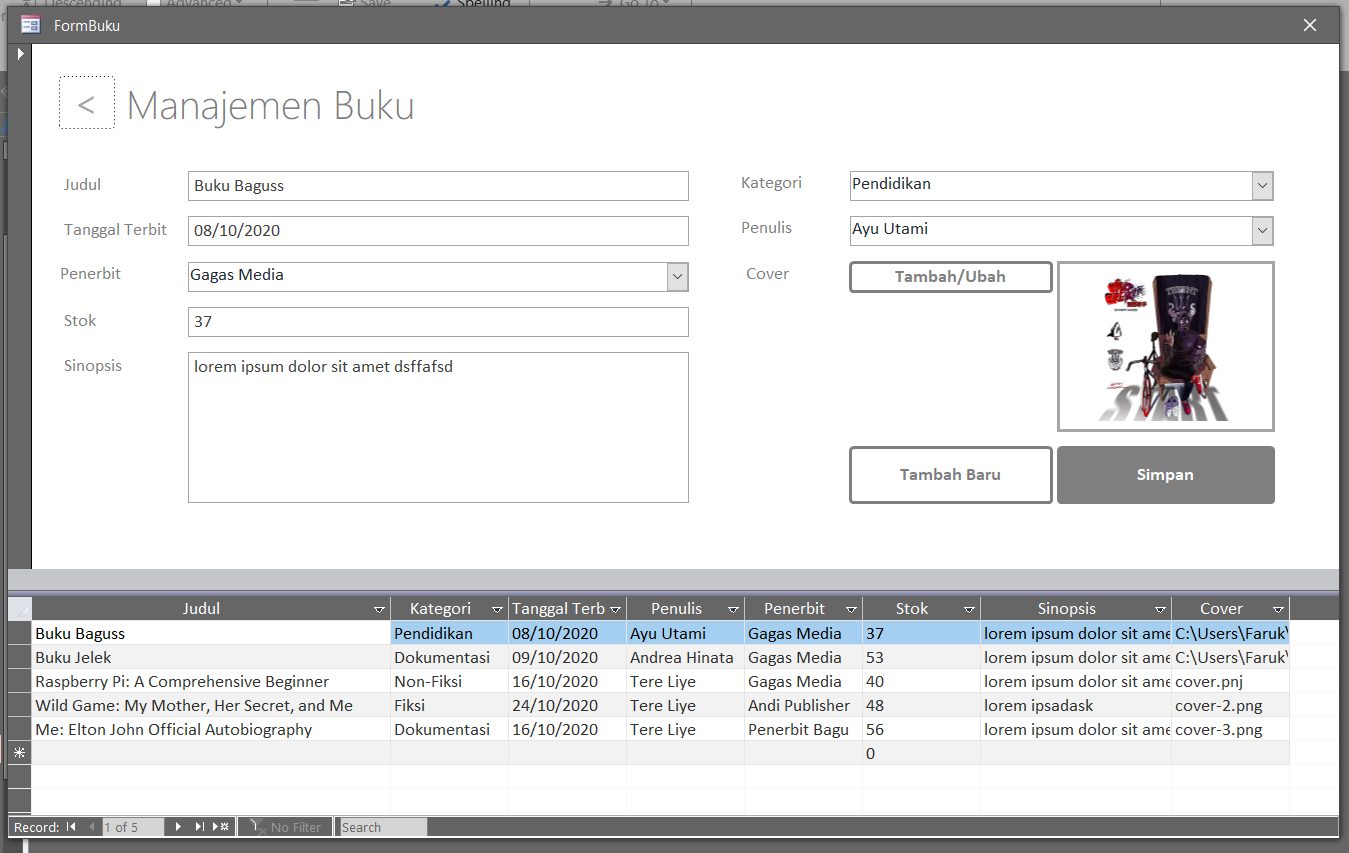 Descending
Advanced
Save
Spelling
Go To
FormBuku
<
Manajemen Buku
Judul
Buku Baguss
Tanggal Terbit
08/10/2020
Penerbit
Gagas Media
Stok
37
Sinopsis
lorem ipsum dolor sit amet dsffafsd
Kategori
Pendidikan
Penulis
Ayu Utami
Cover
Tambah/Ubah
Tambah Baru
Simpan
Judul Kategori Tanggal Terb Penulis Penerbit Stok Sinopsis Cover
Buku Baguss Pendidikan 08/10/2020 Ayu Utami Gagas Media 37 lorem ipsum dolor sit ame C:\Users\Faruk\
Buku Jelek Dokumentasi 09/10/2020 Andrea Hinata Gagas Media 53 lorem ipsum dolor sit ame C:\Users\Faruk\
Raspberry Pi: A Comprehensive Beginner Non-Fiksi 16/10/2020 Tere Liye Gagas Media 40 lorem ipsum dolor sit ame cover.pnj
Wild Game: My Mother, Her Secret, and Me Fiksi 24/10/2020 Tere Liye Andi Publisher 48 lorem ipsadask cover-2.png
Me: Elton John Official Autobiography Dokumentasi 16/10/2020 Tere Liye Penerbit Bagu 56 lorem ipsum dolor sit ame cover-3.png
0
Record: 1 of 5 No Filter Search